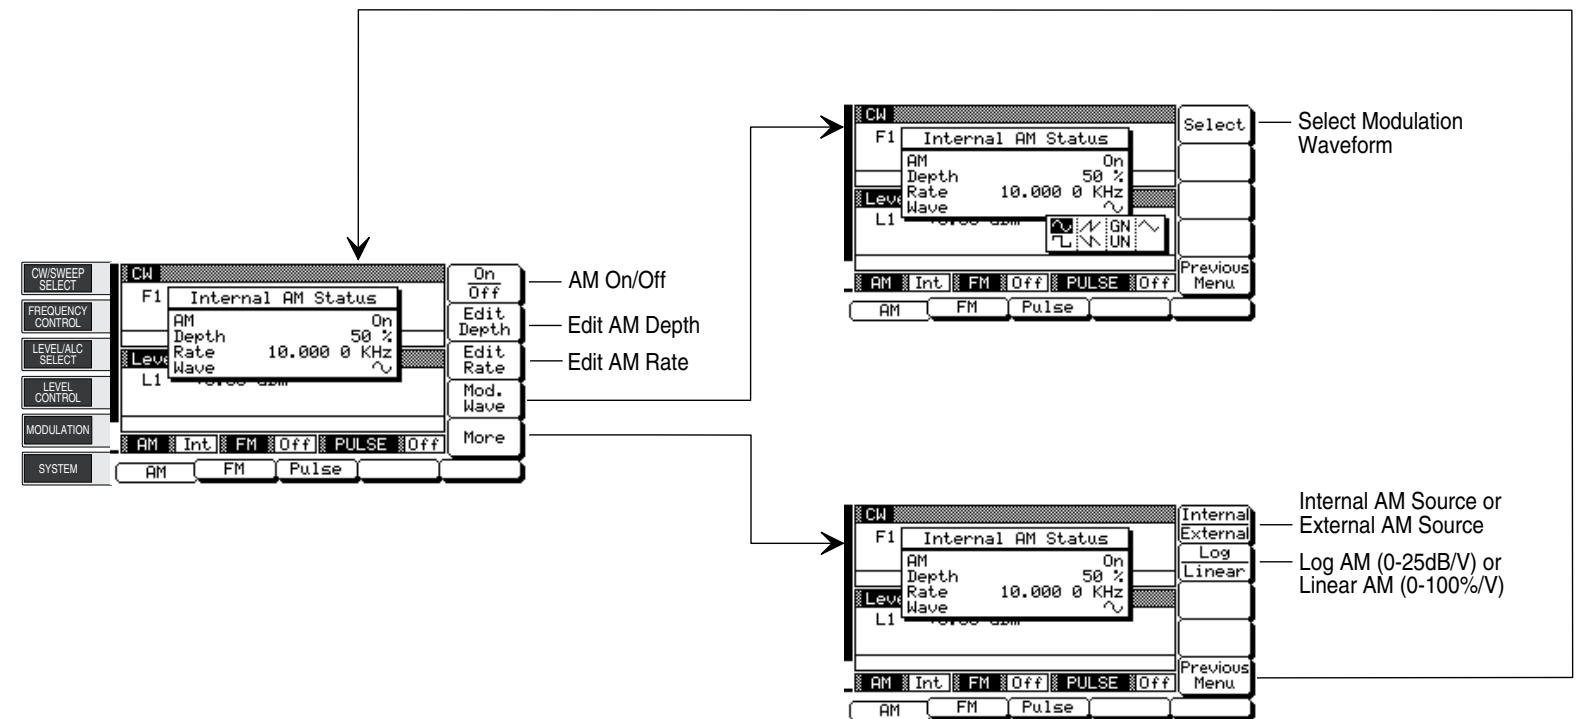 CW/SWEEP
SELECT
FREQUENCY
CONTROL
LEVEL/ALC
SELECT
LEVEL
CONTROL
MODULATION
SYSTEM
CW
F1
Internal AM Status
AM On
Depth 50 %
Rate 10.000 0 KHz
Wave
L1
AM Int FM Off PULSE Off
AM FM Pulse
On
Off
Edit
Depth
Edit
Rate
Mod.
Wave
More
AM On/Off
Edit AM Depth
Edit AM Rate
CW
F1
Internal AM Status
AM On
Depth 50 %
Rate 10.000 0 KHz
Wave
L1
GN
UN
AM Int FM Off PULSE Off
AM FM Pulse
Select
Previous
Menu
Select Modulation
Waveform
CW
F1
Internal AM Status
AM On
Depth 50 %
Rate 10.000 0 KHz
Wave
L1
AM Int FM Off PULSE Off
AM FM Pulse
Internal
External
Log
Linear
Previous
Menu
Internal AM Source or
External AM Source
Log AM (0-25dB/V) or
Linear AM (0-100%/V)